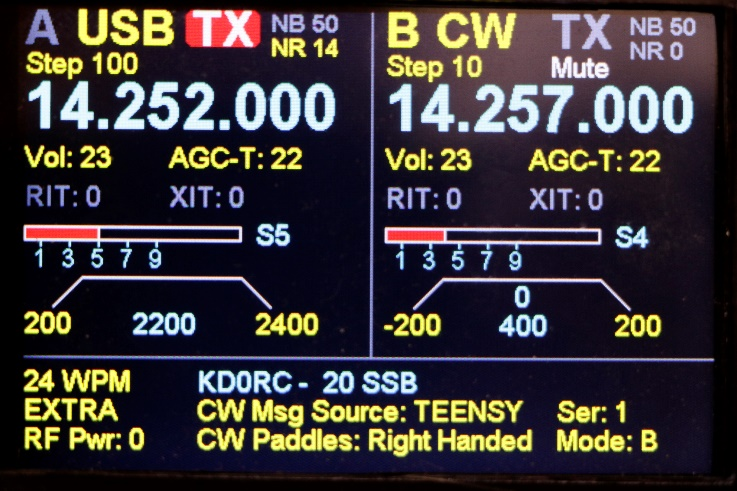 A USB TX NB 50
NR 14
Step 100
14.252.000
Vol: 23 AGC-T: 22
RIT: 0 XIT: 0
S5
1 3 5 7 9
200 2200 2400
B CW TX NB 50
NR 0
Step 10 Mute
14.257.000
Vol: 23 AGC-T: 22
RIT: 0 XIT: 0
S4
1 3 5 7 9
0
-200 400 200
24 WPM KD0RC - 20 SSB
EXTRA CW Msg Source: TEENSY Ser: 1
RF Pwr: 0 CW Paddles: Right Handed Mode: B